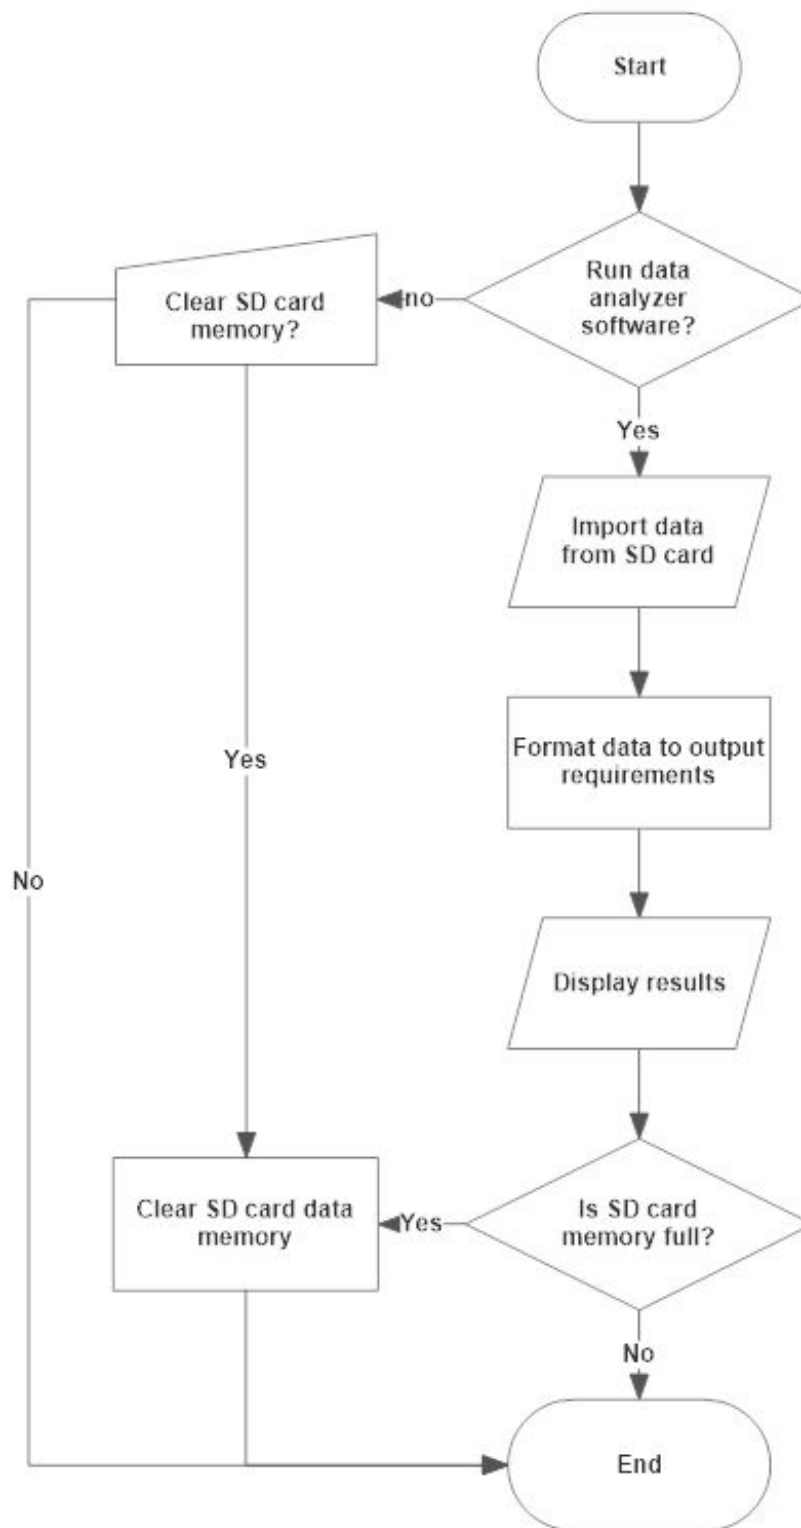 Start
Run data
analyzer
software?
no
Clear SD card
memory?
Yes
Import data
from SD card
Format data to output
requirements
Yes
No
Display results
Is SD card
memory full?
Yes
Clear SD card data
memory
No
End